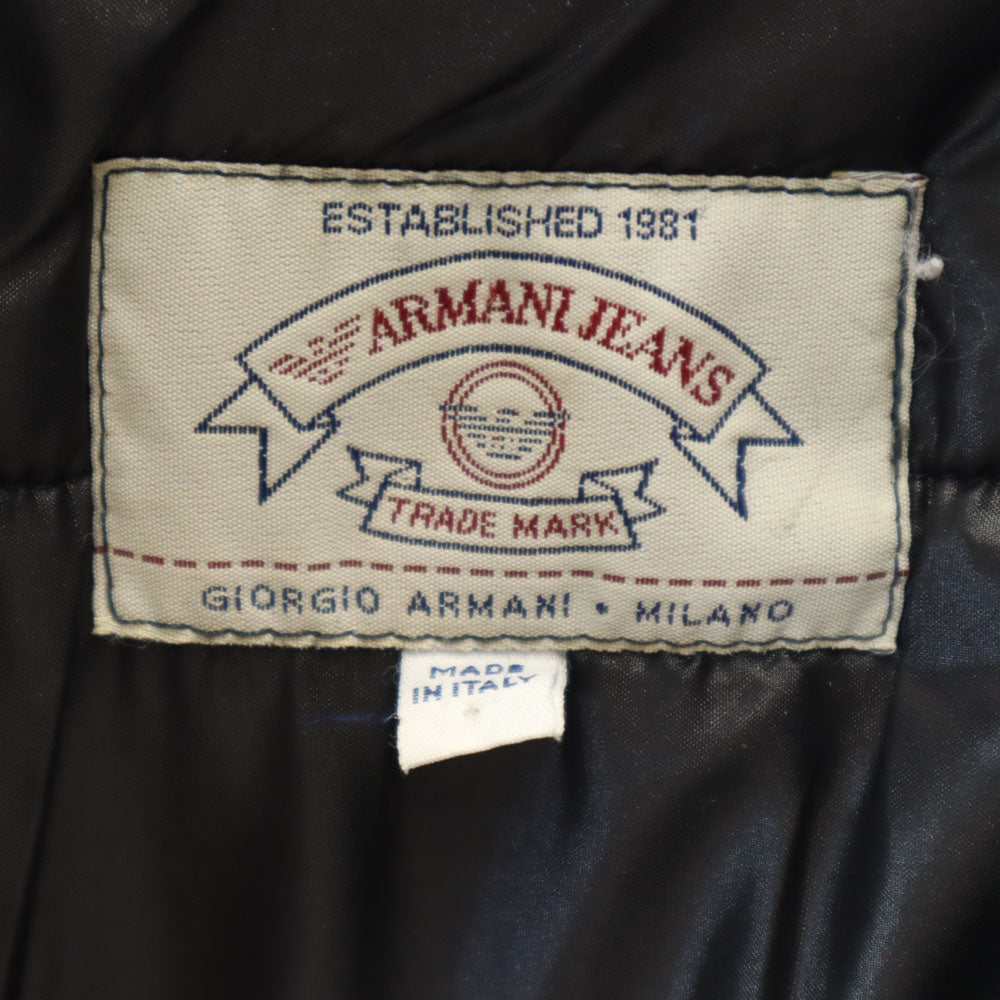 ESTABLISHED 1981
ARMANI JEANS
TRADE MARK
GIORGIO ARMANI • MILANO
MADE
IN ITALY